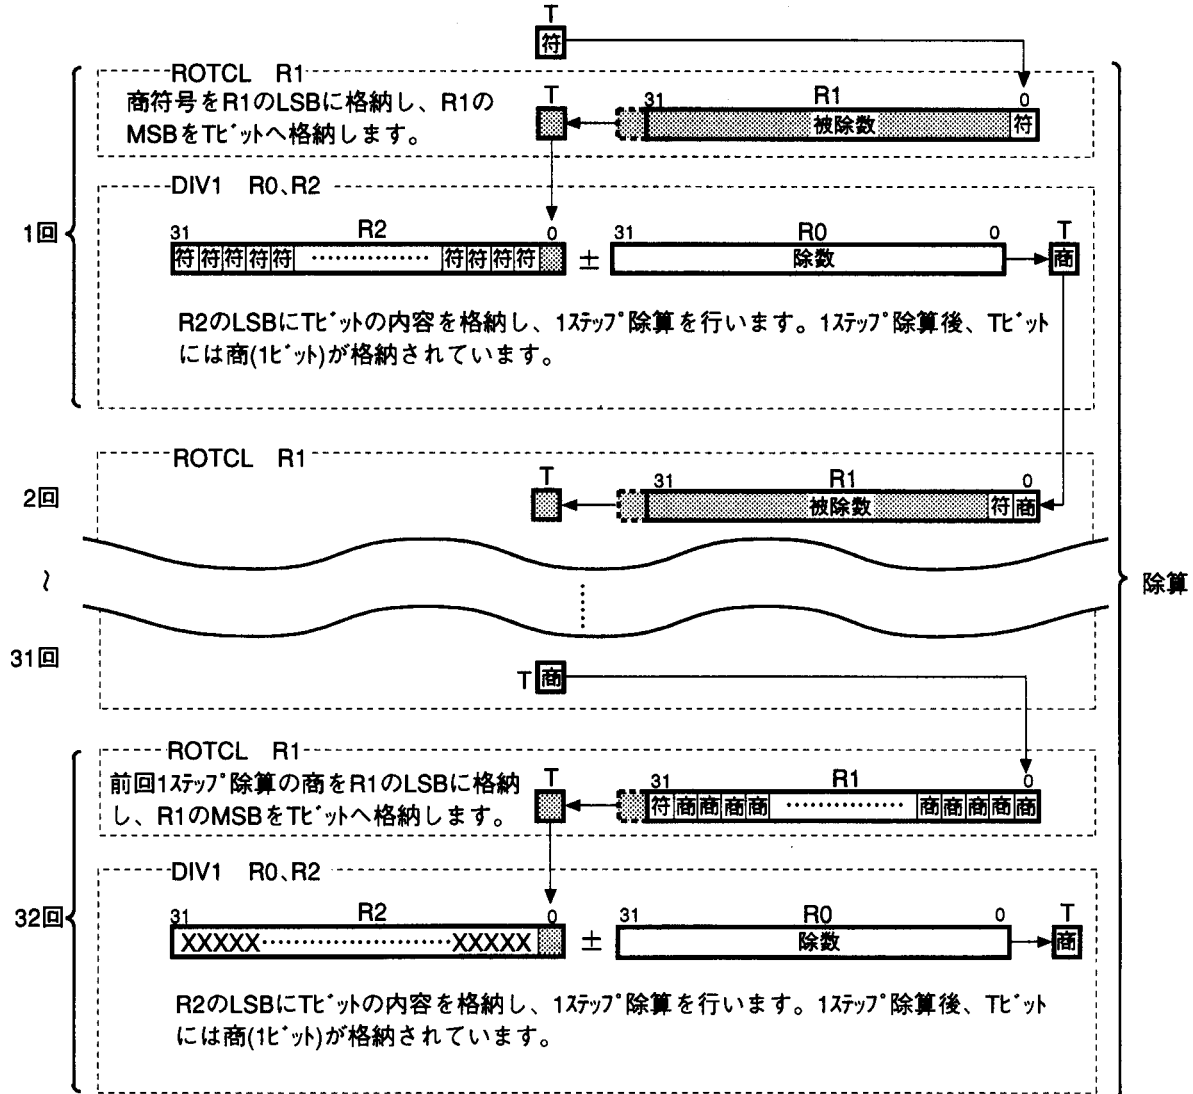 T
符
ROTCL R1
商符号をR1のLSBに格納し、R1の
MSBをTビットへ格納します。
T
31 R1 0
被除数 符
1回
DIV1 R0、R2
31 R2 0
符符符符符 ·············· 符符符符
±
31 R0 0
除数
T
商
R2のLSBにTビットの内容を格納し、1ステップ除算を行います。1ステップ除算後、Tビット
には商(1ビット)が格納されています。
2回
ROTCL R1
T
31 R1 0
被除数 符商
〜
除算
31回
T 商
32回
ROTCL R1
前回1ステップ除算の商をR1のLSBに格納
し、R1のMSBをTビットへ格納します。
T
31 R1 0
符商商商商 ·············· 商商商商商
DIV1 R0、R2
31 R2 0
XXXXX······················XXXXX
±
31 R0 0
除数
T
商
R2のLSBにTビットの内容を格納し、1ステップ除算を行います。1ステップ除算後、Tビット
には商(1ビット)が格納されています。